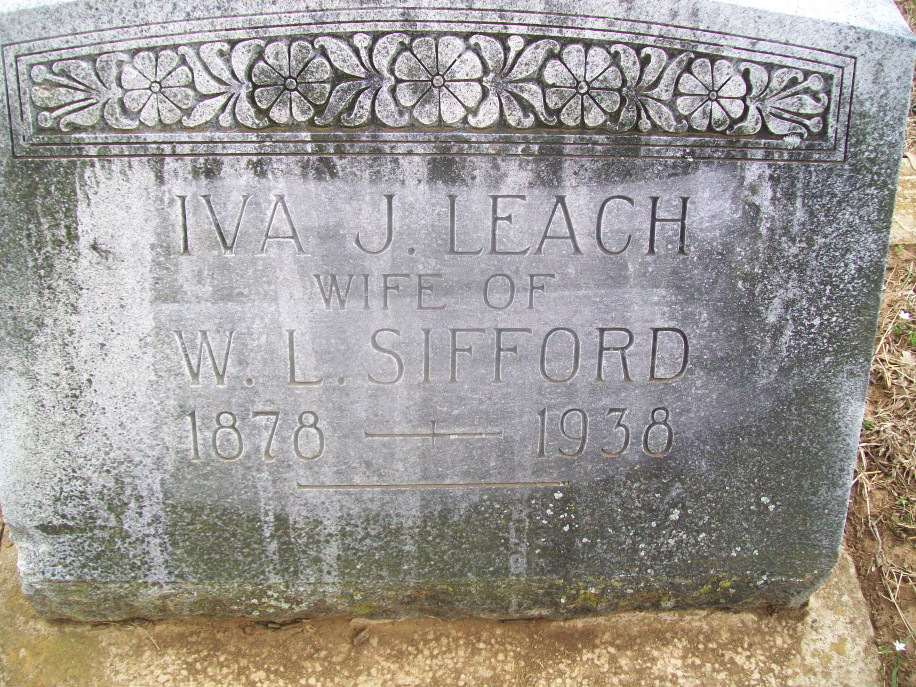 IVA J. LEACH
WIFE OF
W. L. SIFFORD
1878 — 1938